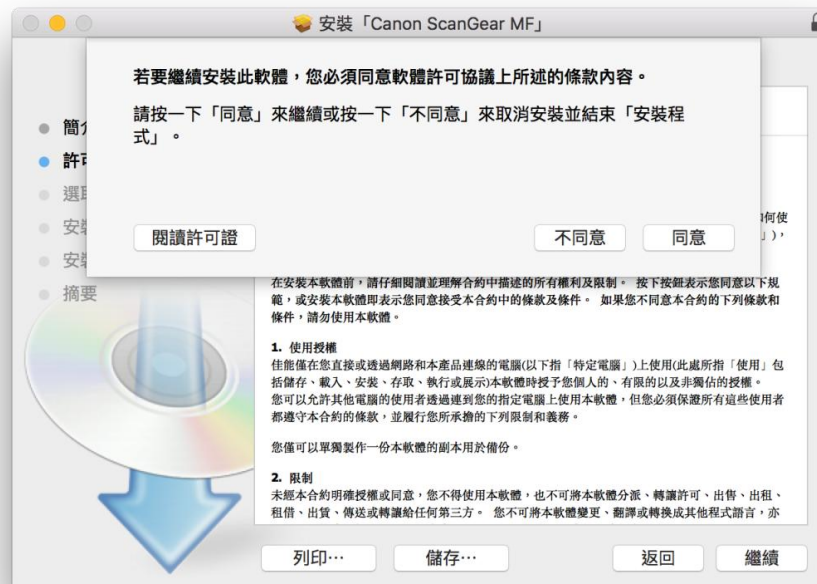 安裝「Canon ScanGear MF」
若要繼續安裝此軟體，您必須同意軟體許可協議上所述的條款內容。
請按一下「同意」來繼續或按一下「不同意」來取消安裝並結束「安裝程
式」。
閱讀許可證
不同意
同意
簡
許
選
安
安
摘要
何使
」)，
在安裝本軟體前，請仔細閱讀並理解合約中描述的所有權利及限制。 按下按鈕表示您同意以下規
範，或安裝本軟體即表示您同意接受本合約中的條款及條件。 如果您不同意本合約的下列條款和
條件，請勿使用本軟體。
1. 使用授權
佳能僅在您直接或透過網路和本產品連線的電腦(以下指「特定電腦」)上使用(此處所指「使用」包
括儲存、載入、安裝、存取、執行或展示)本軟體時授予您個人的、有限的以及非獨佔的授權。
您可以允許其他電腦的使用者透過連到您的指定電腦上使用本軟體，但您必須保證所有這些使用者
都遵守本合約的條款，並履行您所承擔的下列限制和義務。
您僅可以單獨製作一份本軟體的副本用於備份。
2. 限制
未經本合約明確授權或同意，您不得使用本軟體，也不可將本軟體分派、轉讓許可、出售、出租、
租借、出賃、傳送或轉讓給任何第三方。 您不可將本軟體變更、翻譯或轉換成其他程式語言，亦
列印⋯
儲存⋯
返回
繼續